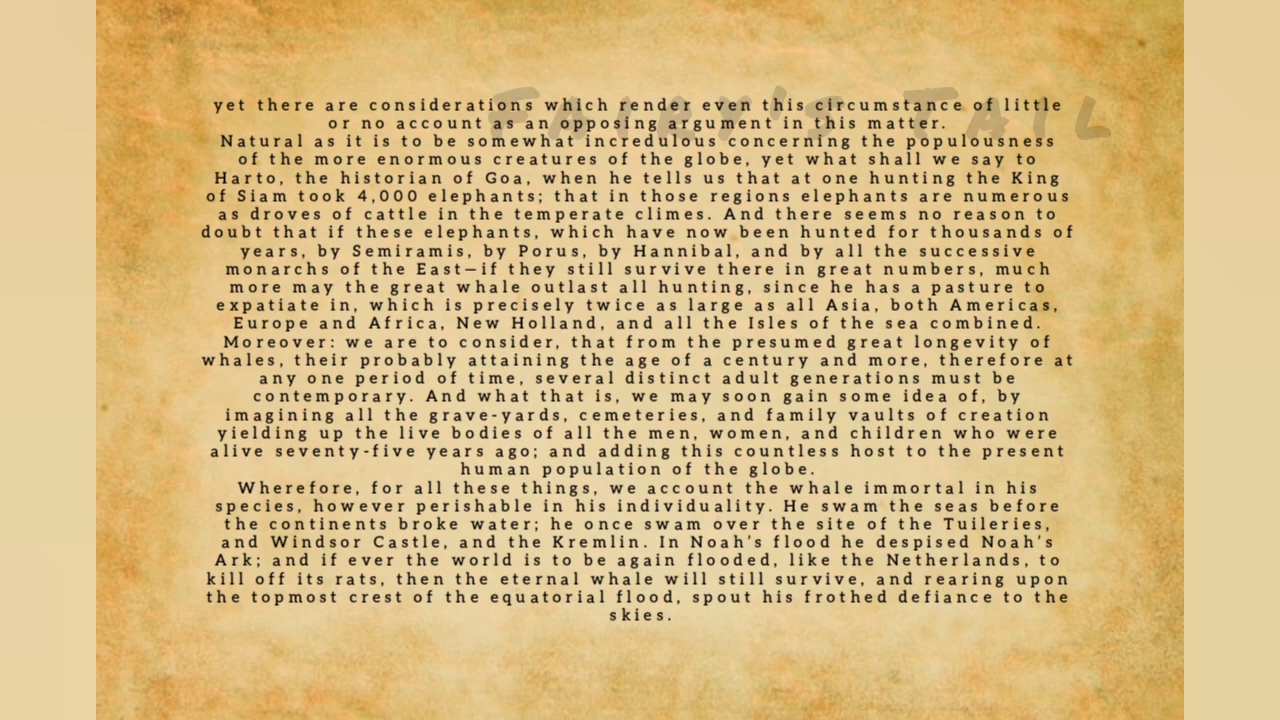 Fairy's Tail
yet there are considerations which render even this circumstance of little
or no account as an opposing argument in this matter.
Natural as it is to be somewhat incredulous concerning the populousness
of the more enormous creatures of the globe, yet what shall we say to
Harto, the historian of Goa, when he tells us that at one hunting the King
of Siam took 4,000 elephants; that in those regions elephants are numerous
as droves of cattle in the temperate climes. And there seems no reason to
doubt that if these elephants, which have now been hunted for thousands of
years, by Semiramis, by Porus, by Hannibal, and by all the successive
monarchs of the East—if they still survive there in great numbers, much
more may the great whale outlast all hunting, since he has a pasture to
expatiate in, which is precisely twice as large as all Asia, both Americas,
Europe and Africa, New Holland, and all the Isles of the sea combined.
Moreover: we are to consider, that from the presumed great longevity of
whales, their probably attaining the age of a century and more, therefore at
any one period of time, several distinct adult generations must be
contemporary. And what that is, we may soon gain some idea of, by
imagining all the grave-yards, cemeteries, and family vaults of creation
yielding up the live bodies of all the men, women, and children who were
alive seventy-five years ago; and adding this countless host to the present
human population of the globe.
Wherefore, for all these things, we account the whale immortal in his
species, however perishable in his individuality. He swam the seas before
the continents broke water; he once swam over the site of the Tuileries,
and Windsor Castle, and the Kremlin. In Noah's flood he despised Noah's
Ark; and if ever the world is to be again flooded, like the Netherlands, to
kill off its rats, then the eternal whale will still survive, and rearing upon
the topmost crest of the equatorial flood, spout his frothed defiance to the
skies.